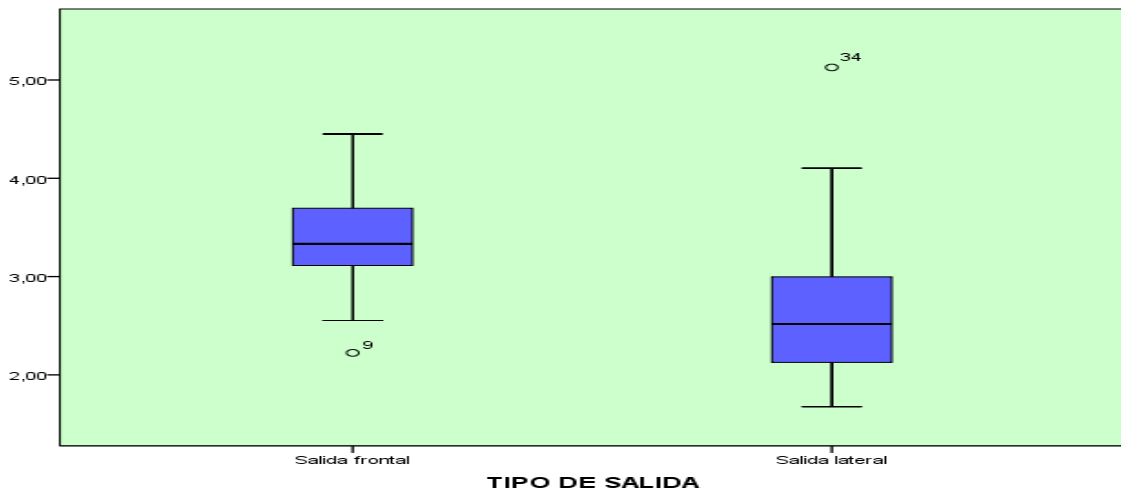 34
5,00
4,00
3,00
9
2,00
Salida frontal
Salida lateral
TIPO DE SALIDA